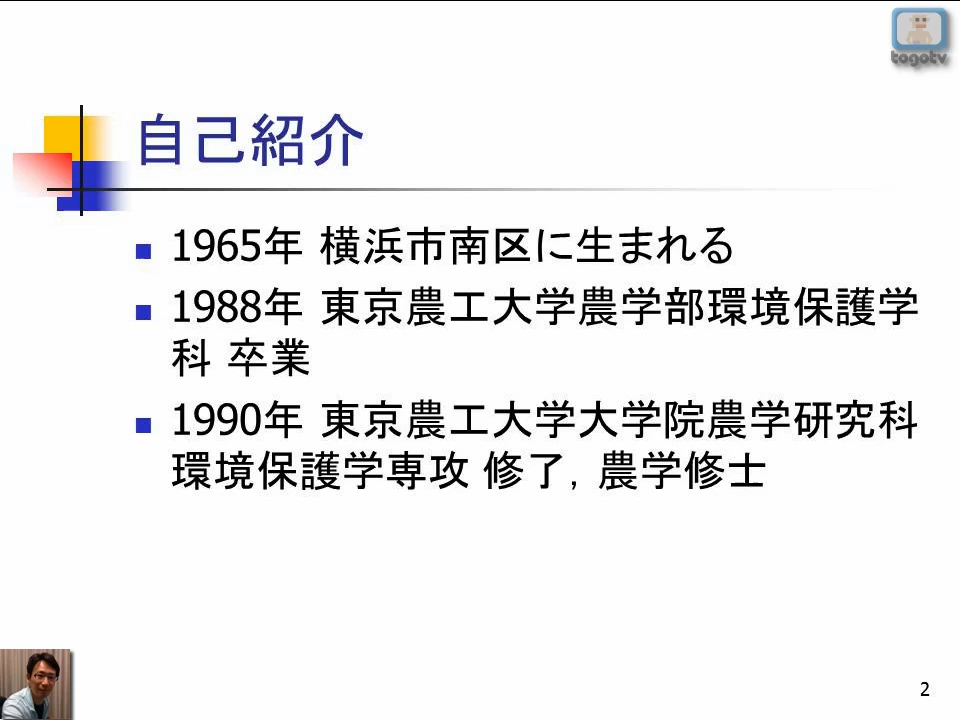 togotv
自己紹介
1965年 横浜市南区に生まれる
1988年 東京農工大学農学部環境保護学
科 卒業
1990年 東京農工大学大学院農学研究科
環境保護学専攻 修了，農学修士
2